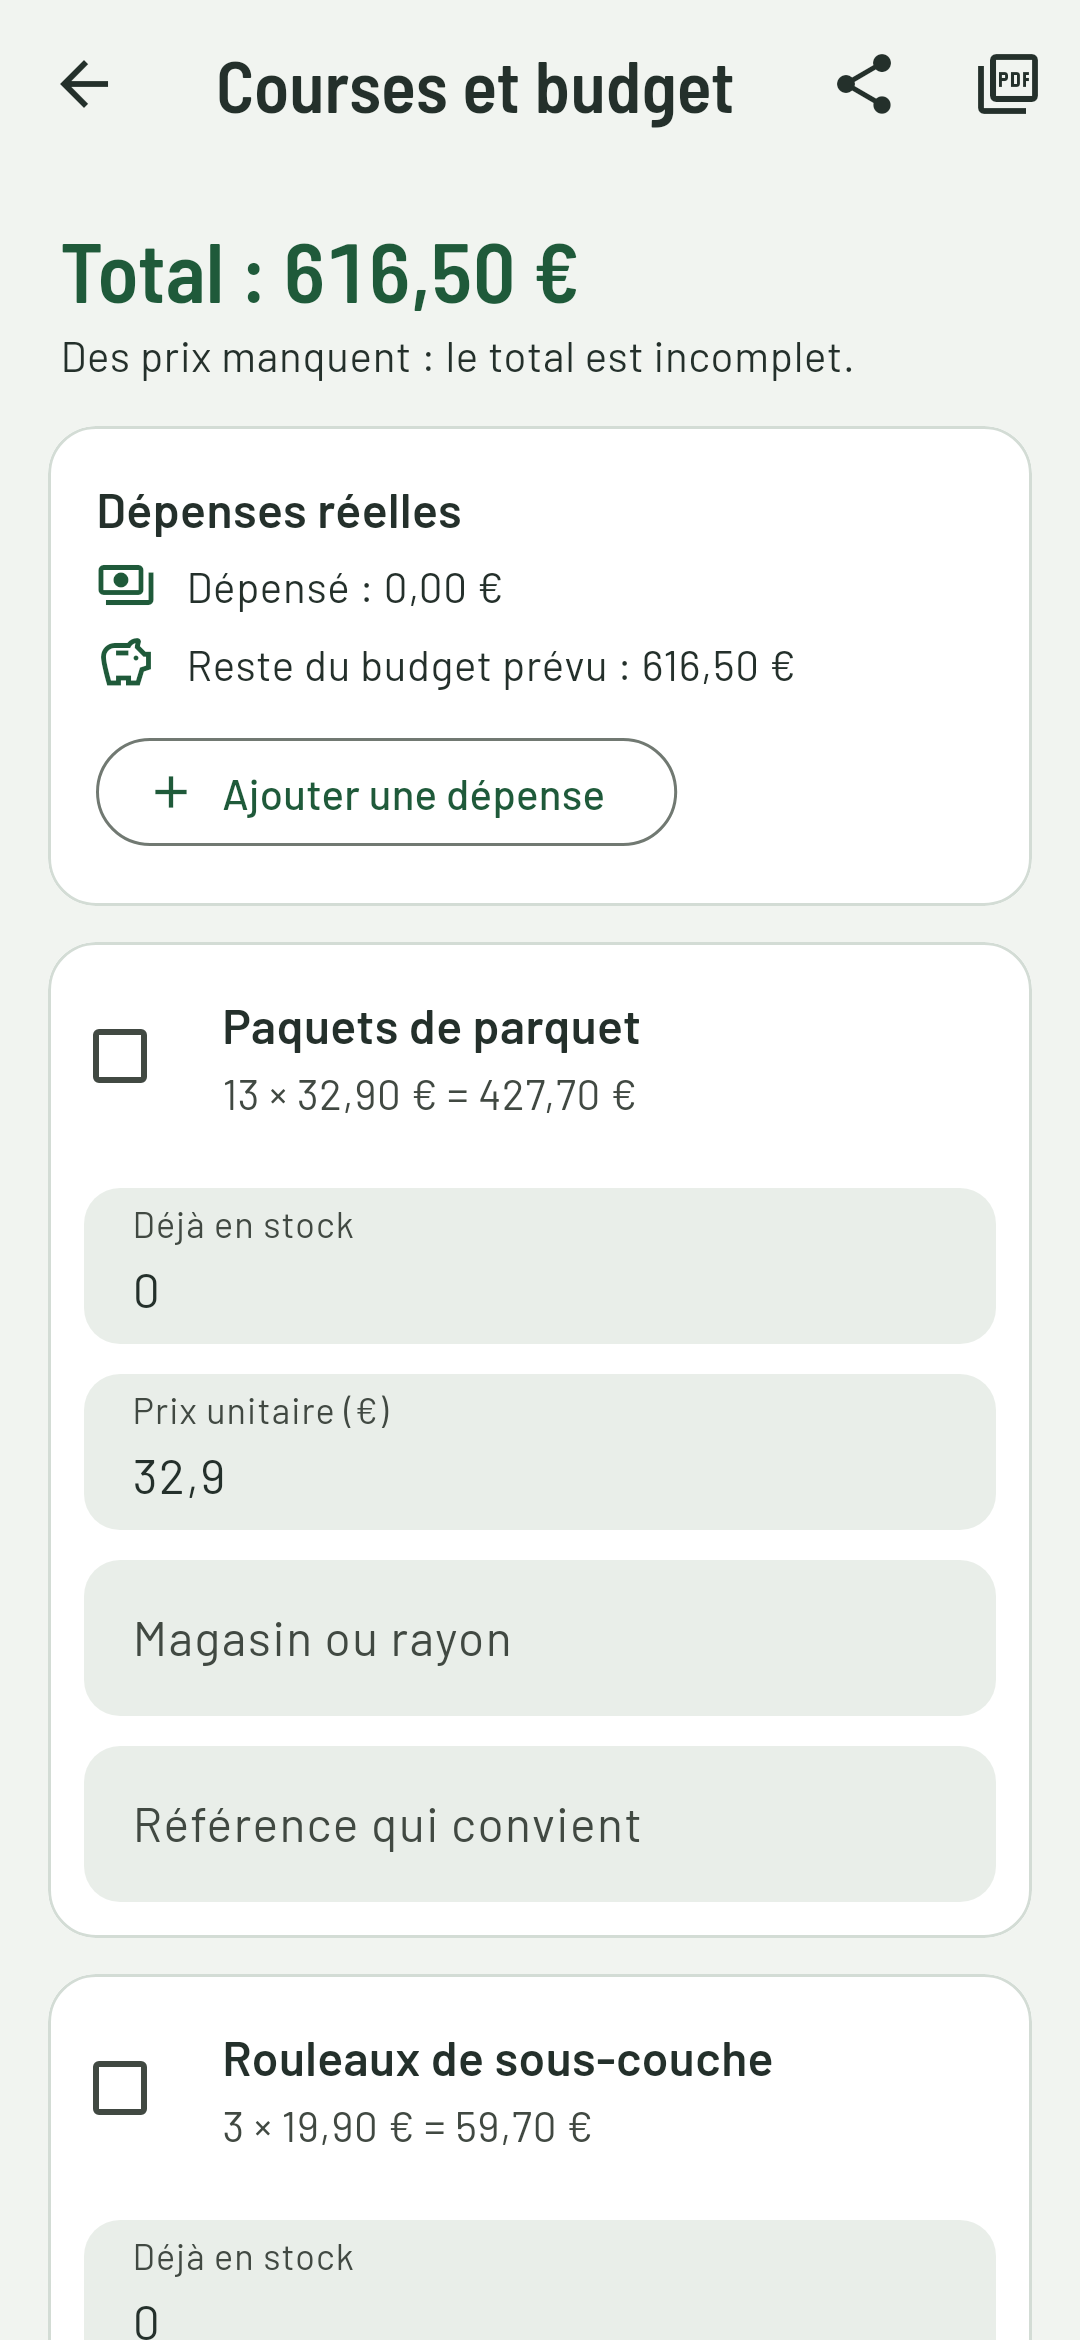 Courses et budget
PDF
Total : 616,50 €
Des prix manquent : le total est incomplet.
Dépenses réelles
Dépensé : 0,00 €
Reste du budget prévu : 616,50 €
Ajouter une dépense
Paquets de parquet
13 × 32,90 € = 427,70 €
Déjà en stock
0
Prix unitaire (€)
32,9
Magasin ou rayon
Référence qui convient
Rouleaux de sous-couche
3 × 19,90 € = 59,70 €
Déjà en stock
0